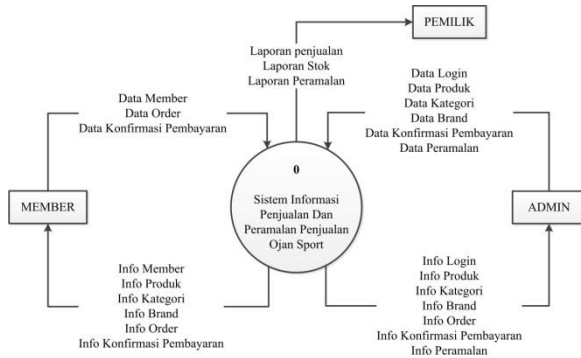 PEMILIK
Laporan penjualan
Laporan Stok
Laporan Peramalan
Data Member
Data Order
Data Konfirmasi Pembayaran
Data Login
Data Produk
Data Kategori
Data Brand
Data Konfirmasi Pembayaran
Data Peramalan
MEMBER
0
Sistem Informasi
Penjualan Dan
Peramalan Penjualan
Ojan Sport
ADMIN
Info Member
Info Produk
Info Kategori
Info Brand
Info Order
Info Konfirmasi Pembayaran
Info Login
Info Produk
Info Kategori
Info Brand
Info Order
Info Konfirmasi Pembayaran
Info Peramalan